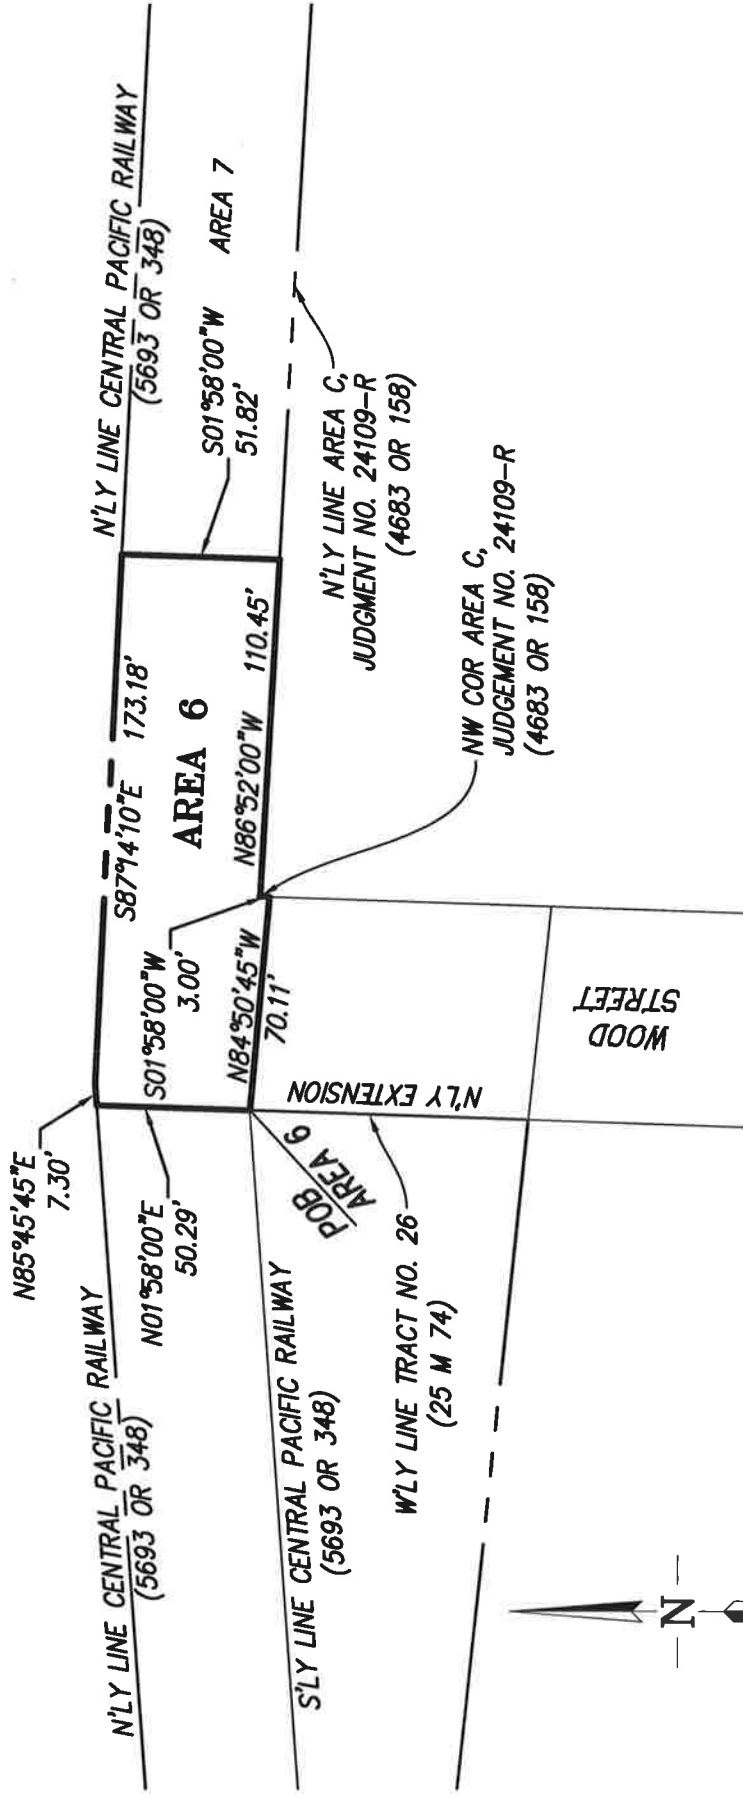 N'LY LINE CENTRAL PACIFIC RAILWAY
(5693 OR 348)
N85°45'45"E
7.30'
N01°58'00"E
50.29'
S87°14'10"E 173.18'
AREA 6
S01°58'00"W
3.00'
N84°50'45"W
70.11'
N86°52'00"W 110.45'
N'LY LINE CENTRAL PACIFIC RAILWAY
(5693 OR 348)
S01°58'00"W
51.82'
AREA 7
S'LY LINE CENTRAL PACIFIC RAILWAY
(5693 OR 348)
POB
AREA 6
N'LY EXTENSION
W'LY LINE TRACT NO. 26
(25 M 74)
WOOD
STREET
N'LY LINE AREA C,
JUDGMENT NO. 24109-R
(4683 OR 158)
NW COR AREA C,
JUDGEMENT NO. 24109-R
(4683 OR 158)
N